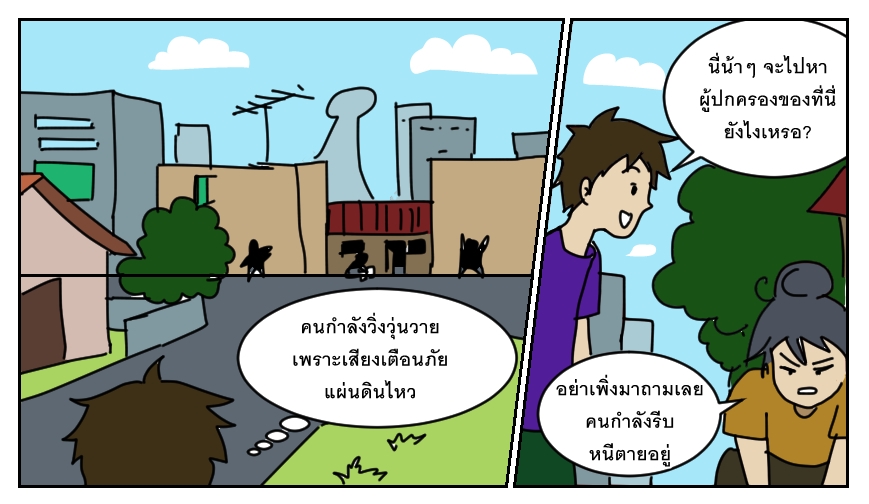 คนกำลังวิ่งวุ่นวาย
เพราะเสียงเตือนภัย
แผ่นดินไหว
นี่น้าๆ จะไปหา
ผู้ปกครองของที่นี่
ยังไงเหรอ?
อย่าเพิ่งมาถามเลย
คนกำลังรีบ
หนีตายอยู่